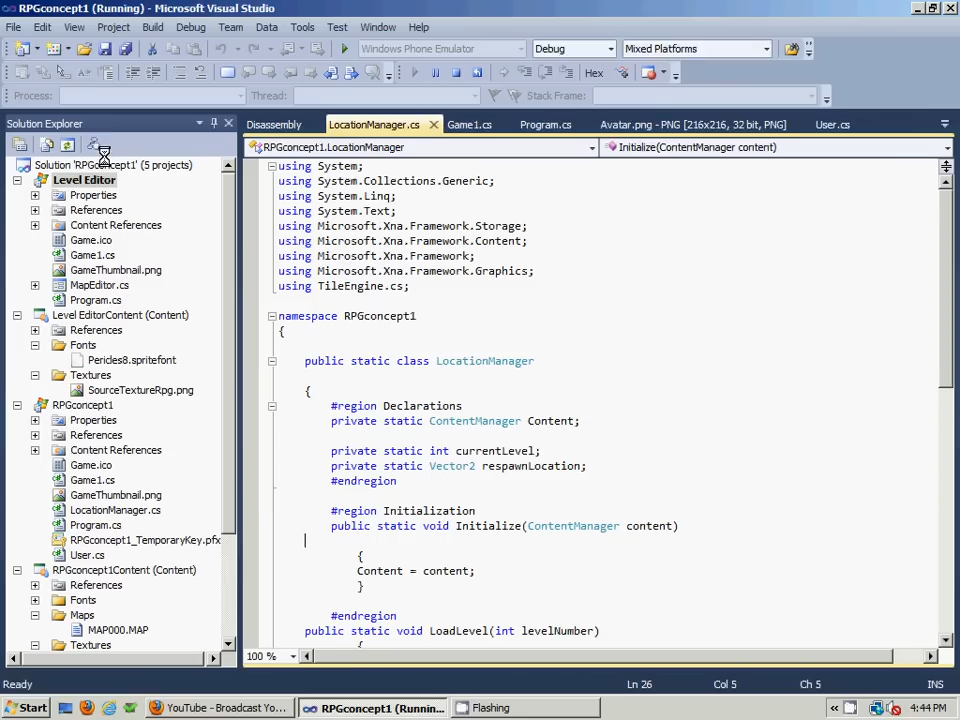 RPGconcept1 (Running) - Microsoft Visual Studio
File Edit View Project Build Debug Team Data Tools Test Window Help
Windows Phone Emulator Debug Mixed Platforms
Hex
Process: Thread: Stack Frame:
Solution Explorer
Disassembly LocationManager.cs Game1.cs Program.cs Avatar.png - PNG [216x216, 32 bit, PNG] User.cs
RPGconcept1.LocationManager Initialize(ContentManager content)
Solution 'RPGconcept1' (5 projects)
Level Editor
Properties
References
Content References
Game.ico
Game1.cs
GameThumbnail.png
MapEditor.cs
Program.cs
Level EditorContent (Content)
References
Fonts
Pericles8.spritefont
Textures
SourceTextureRpg.png
RPGconcept1
Properties
References
Content References
Game.ico
Game1.cs
GameThumbnail.png
LocationManager.cs
Program.cs
RPGconcept1_TemporaryKey.pfx
User.cs
RPGconcept1Content (Content)
References
Fonts
Maps
MAP000.MAP
Textures
using System;
using System.Collections.Generic;
using System.Linq;
using System.Text;
using Microsoft.Xna.Framework.Storage;
using Microsoft.Xna.Framework.Content;
using Microsoft.Xna.Framework;
using Microsoft.Xna.Framework.Graphics;
using TileEngine.cs;
namespace RPGconcept1
{
public static class LocationManager
{
#region Declarations
private static ContentManager Content;
private static int currentLevel;
private static Vector2 respawnLocation;
#endregion
#region Initialization
public static void Initialize(ContentManager content)
{
Content = content;
}
#endregion
public static void LoadLevel(int levelNumber)
{
100 %
Ready Ln 26 Col 5 Ch 5 INS
Start YouTube - Broadcast Yo... RPGconcept1 (Runnin... Flashing 4:44 PM